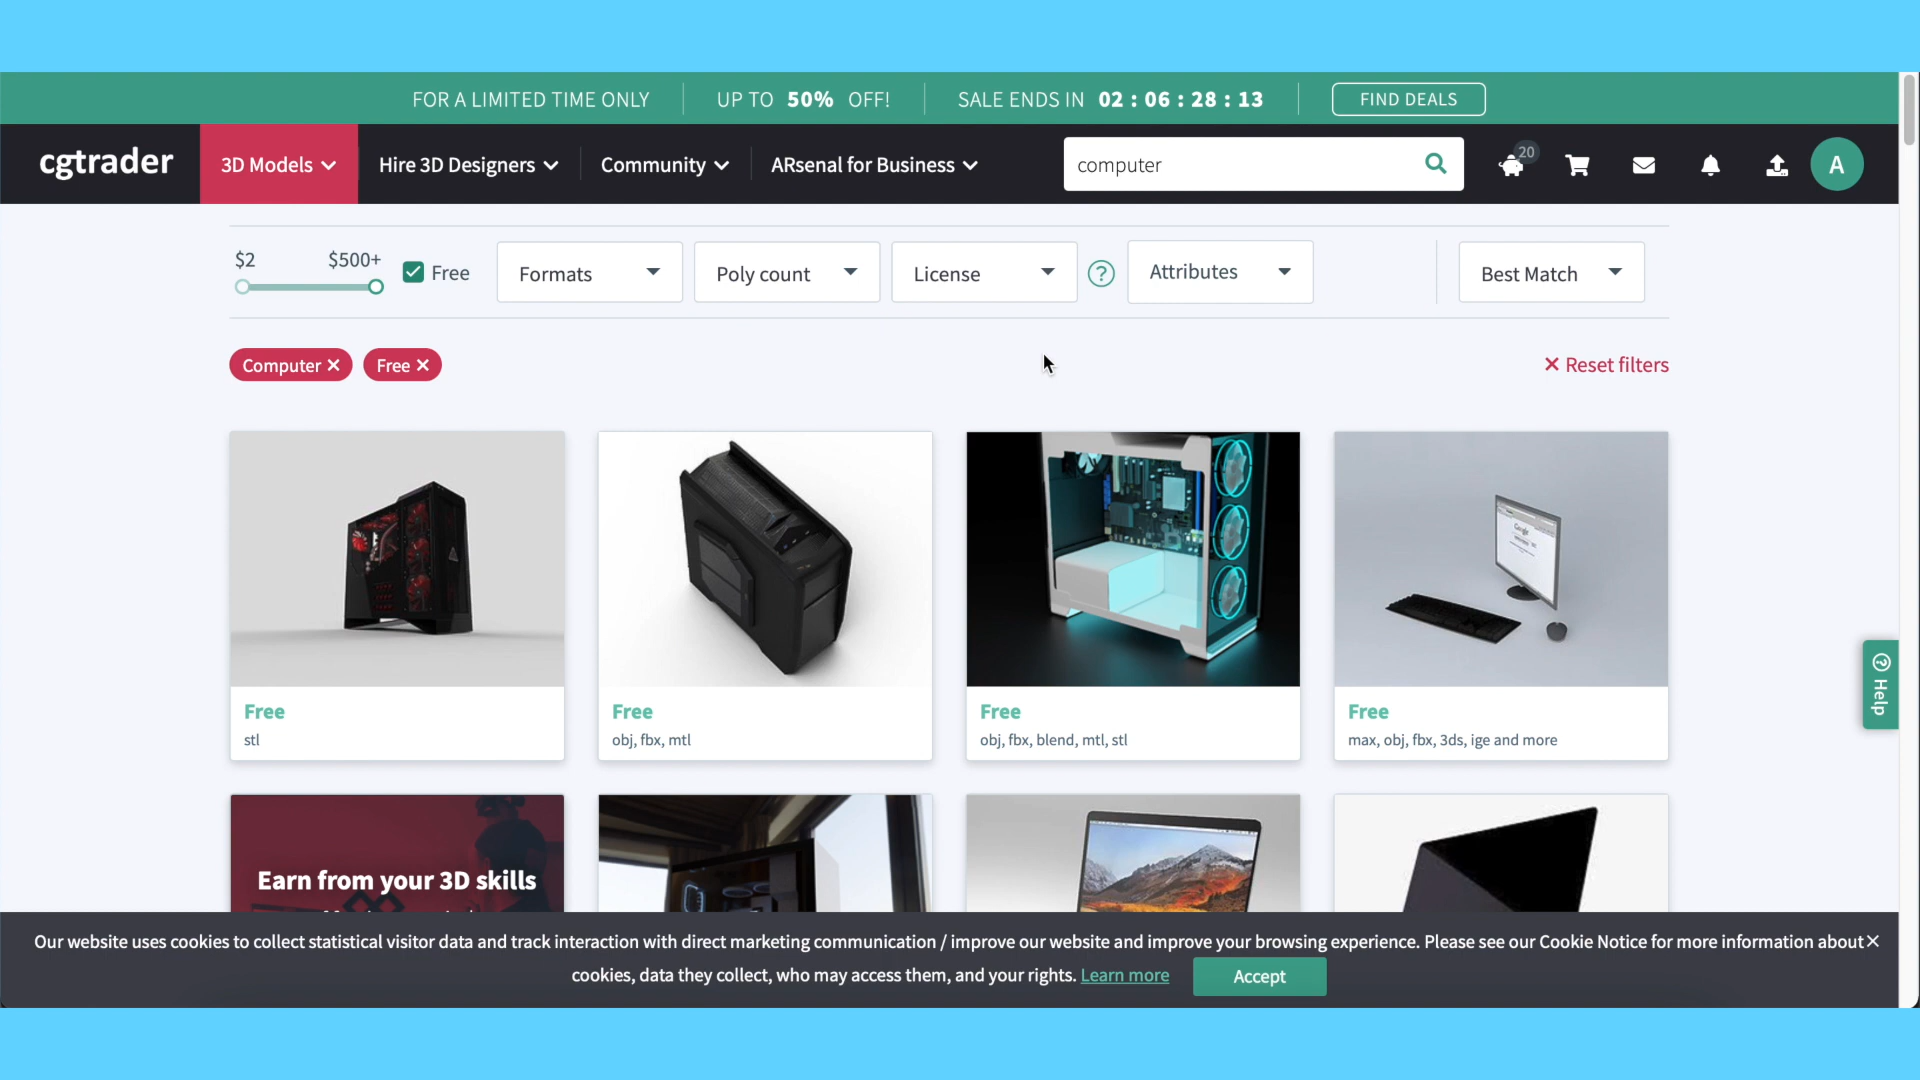 FOR A LIMITED TIME ONLY UP TO 50% OFF! SALE ENDS IN 02 : 06 : 28 : 13 FIND DEALS
cgtrader 3D Models Hire 3D Designers Community ARsenal for Business computer 20 A
$2 $500+ Free Formats Poly count License ? Attributes Best Match
Computer × Free × × Reset filters
Google
Free Free Free Free
stl obj, fbx, mtl obj, fbx, blend, mtl, stl max, obj, fbx, 3ds, ige and more
? Help
Earn from your 3D skills
Our website uses cookies to collect statistical visitor data and track interaction with direct marketing communication / improve our website and improve your browsing experience. Please see our Cookie Notice for more information about ×
cookies, data they collect, who may access them, and your rights. Learn more Accept